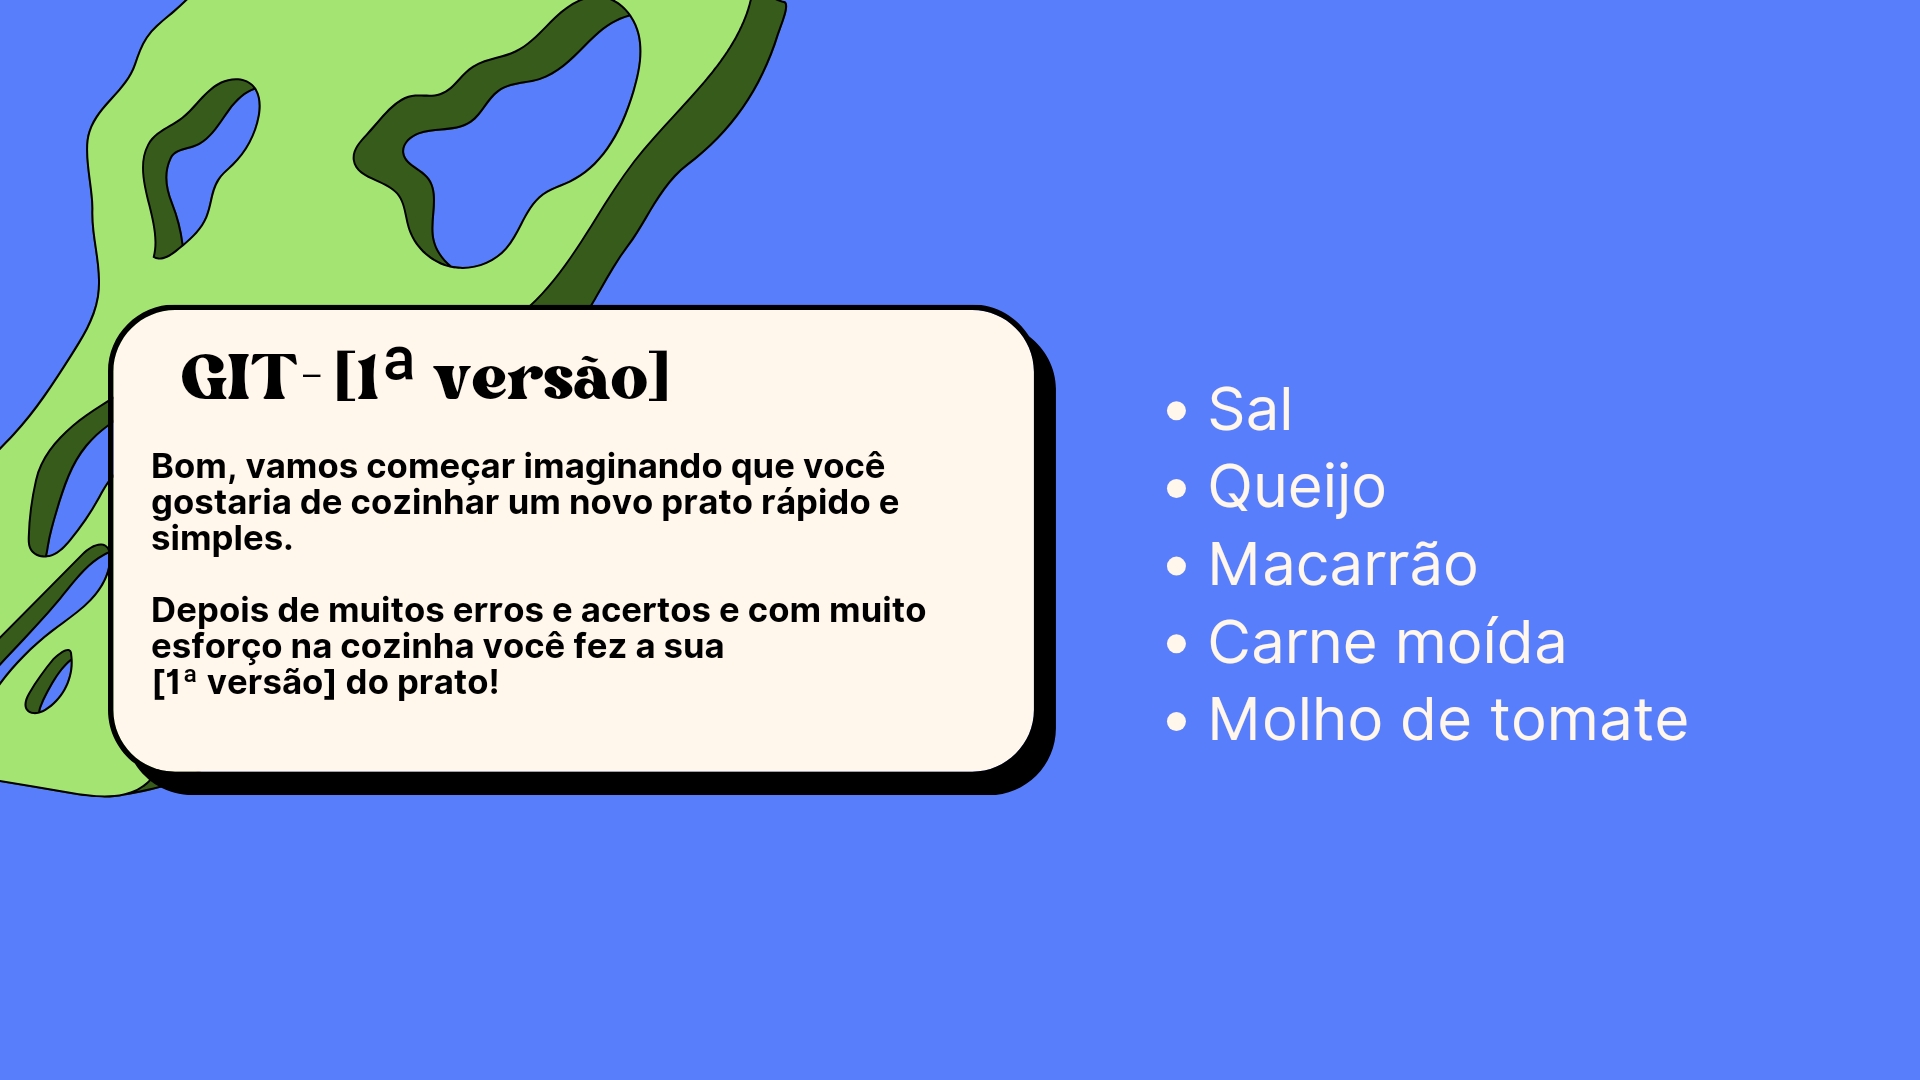 GIT- [1ª versão]
Bom, vamos começar imaginando que você
gostaria de cozinhar um novo prato rápido e
simples.
Depois de muitos erros e acertos e com muito
esforço na cozinha você fez a sua
[1ª versão] do prato!
• Sal
• Queijo
• Macarrão
• Carne moída
• Molho de tomate